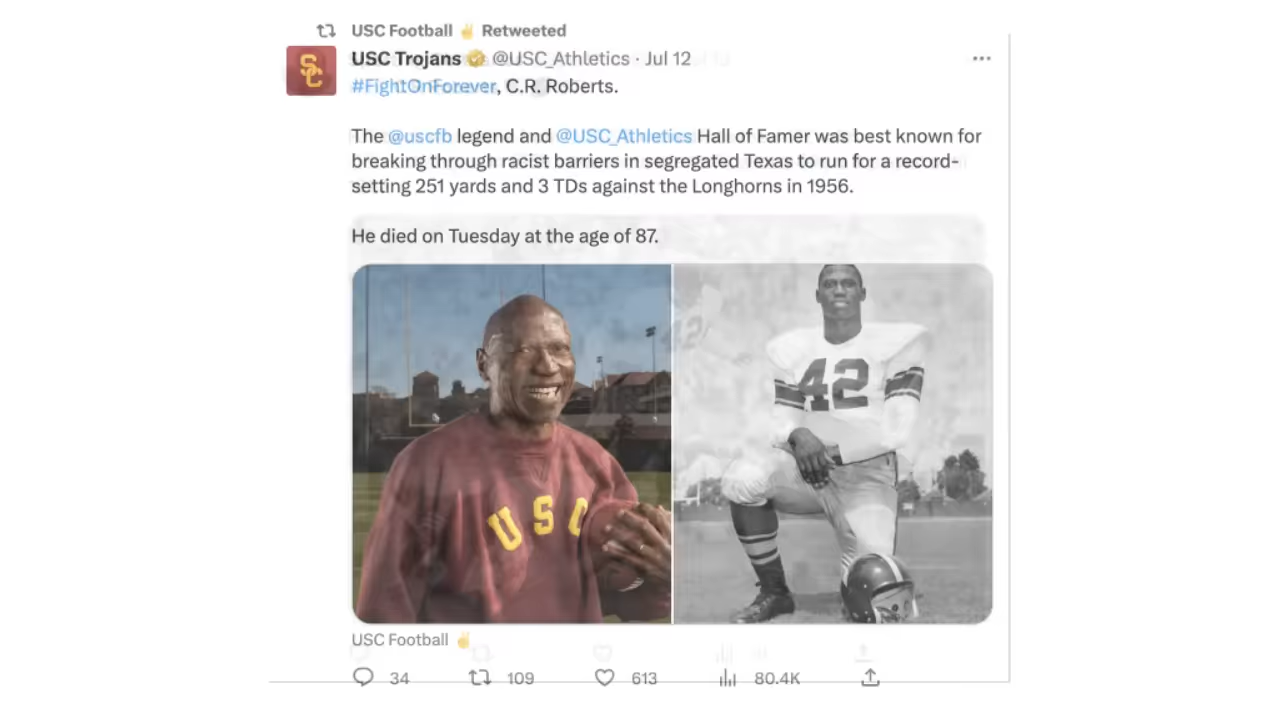 USC Football ✌️ Retweeted
USC Trojans @USC_Athletics · Jul 12
#FightOnForever, C.R. Roberts.
The @uscfb legend and @USC_Athletics Hall of Famer was best known for
breaking through racist barriers in segregated Texas to run for a record-
setting 251 yards and 3 TDs against the Longhorns in 1956.
He died on Tuesday at the age of 87.
42
USC
USC Football ✌️
34 109 613 80.4K